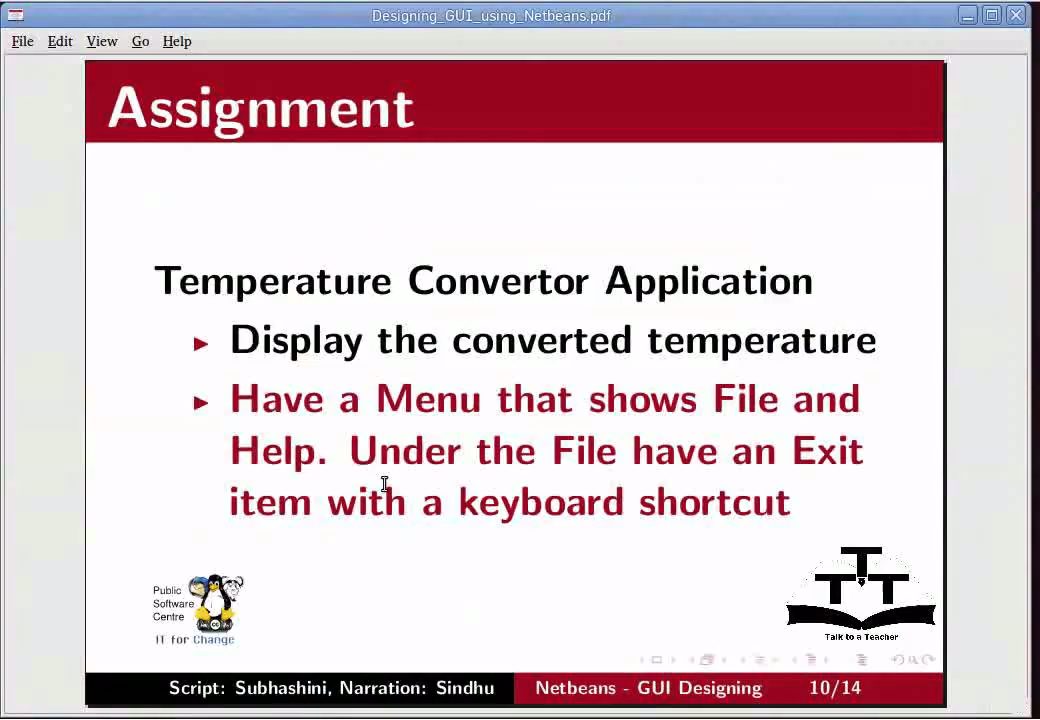 Designing_GUI_using_Netbeans.pdf
File Edit View Go Help
Assignment
Temperature Convertor Application
Display the converted temperature
Have a Menu that shows File and
Help. Under the File have an Exit
item with a keyboard shortcut
Public
Software
Centre
IT for Change
T T T
Talk to a Teacher
Script: Subhashini, Narration: Sindhu Netbeans - GUI Designing 10/14